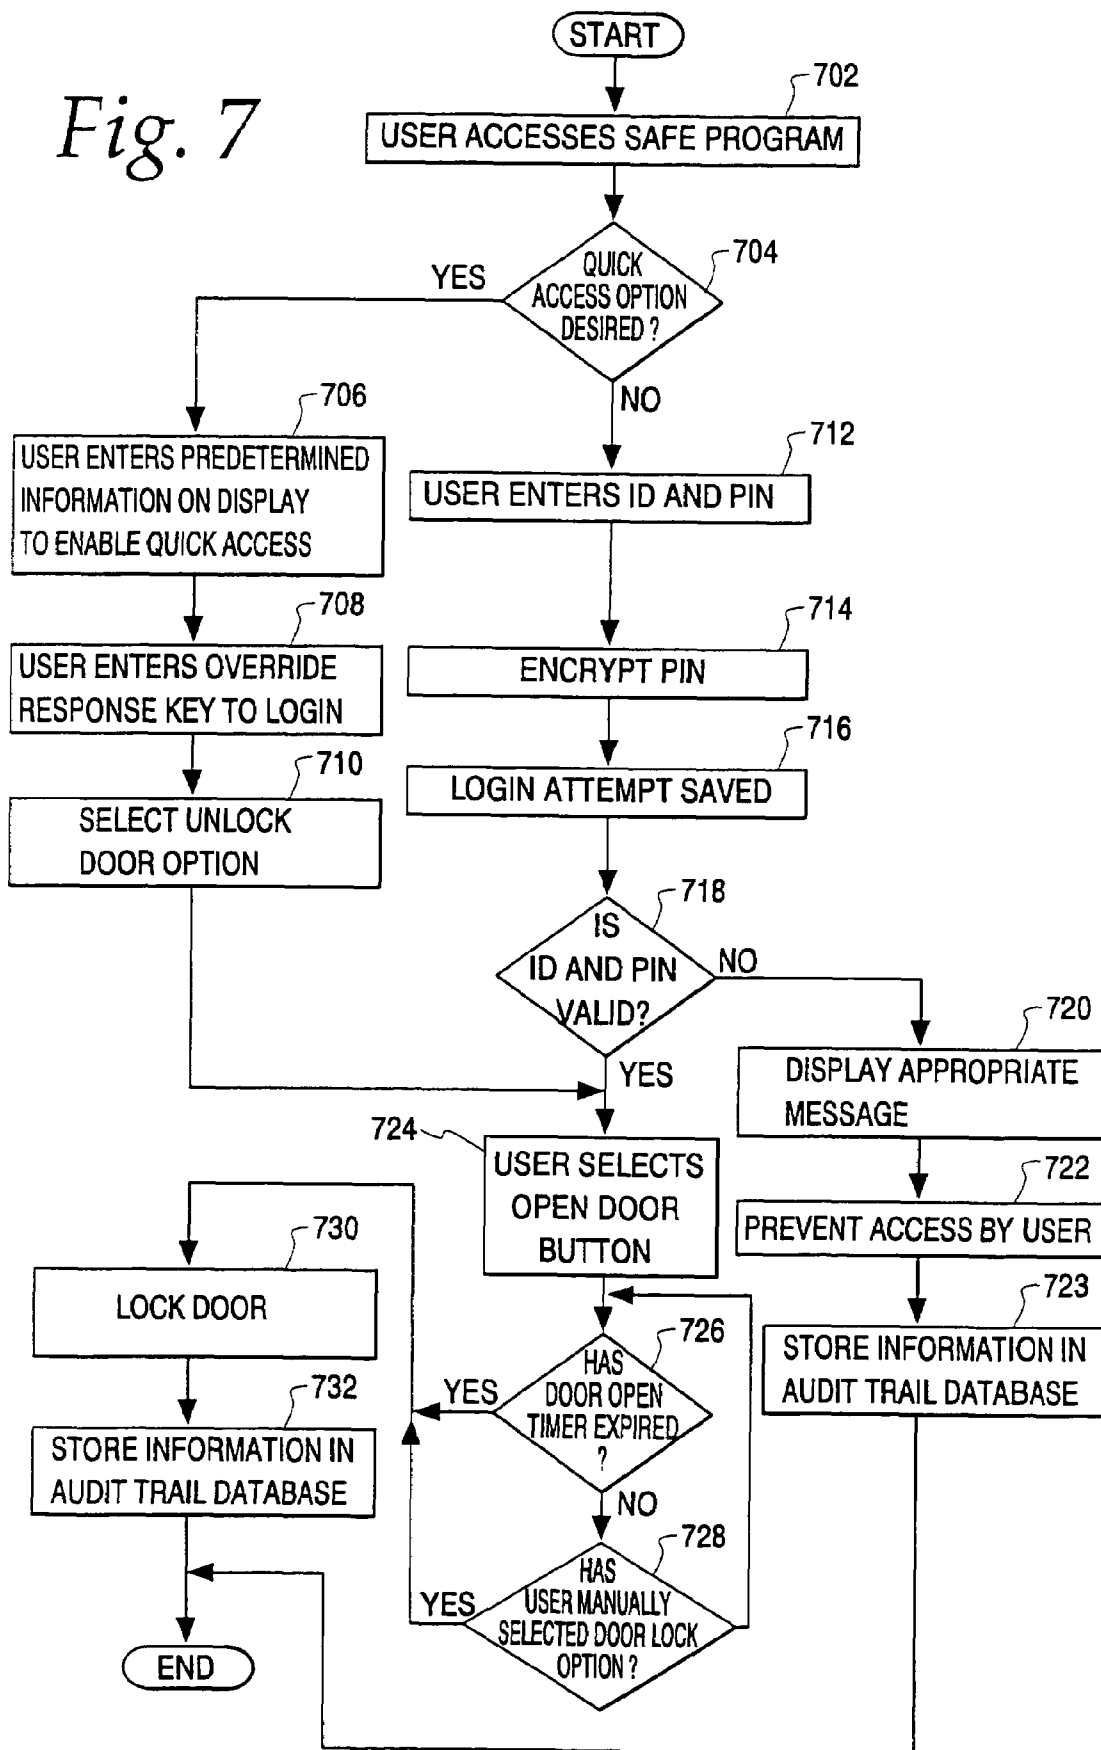 Fig. 7
START
702
USER ACCESSES SAFE PROGRAM
704
QUICK
ACCESS OPTION
DESIRED ?
YES
NO
706
USER ENTERS PREDETERMINED
INFORMATION ON DISPLAY
TO ENABLE QUICK ACCESS
708
USER ENTERS OVERRIDE
RESPONSE KEY TO LOGIN
710
SELECT UNLOCK
DOOR OPTION
712
USER ENTERS ID AND PIN
714
ENCRYPT PIN
716
LOGIN ATTEMPT SAVED
718
IS
ID AND PIN
VALID?
NO
YES
720
DISPLAY APPROPRIATE
MESSAGE
722
PREVENT ACCESS BY USER
723
STORE INFORMATION IN
AUDIT TRAIL DATABASE
724
USER SELECTS
OPEN DOOR
BUTTON
726
HAS
DOOR OPEN
TIMER EXPIRED
?
YES
NO
728
HAS
USER MANUALLY
SELECTED DOOR LOCK
OPTION ?
YES
730
LOCK DOOR
732
STORE INFORMATION IN
AUDIT TRAIL DATABASE
END